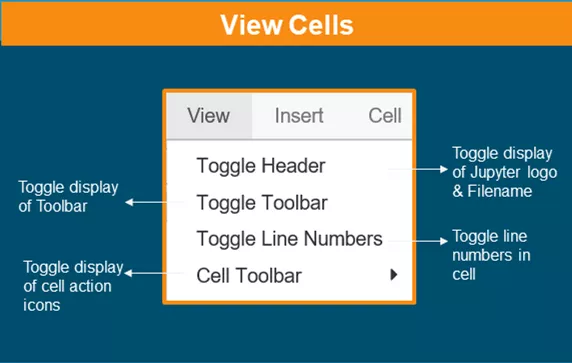 View Cells
View Insert Cell
Toggle Header
Toggle Toolbar
Toggle Line Numbers
Cell Toolbar
Toggle display
of Toolbar
Toggle display
of cell action
icons
Toggle display
of Jupyter logo
& Filename
Toggle line
numbers in
cell